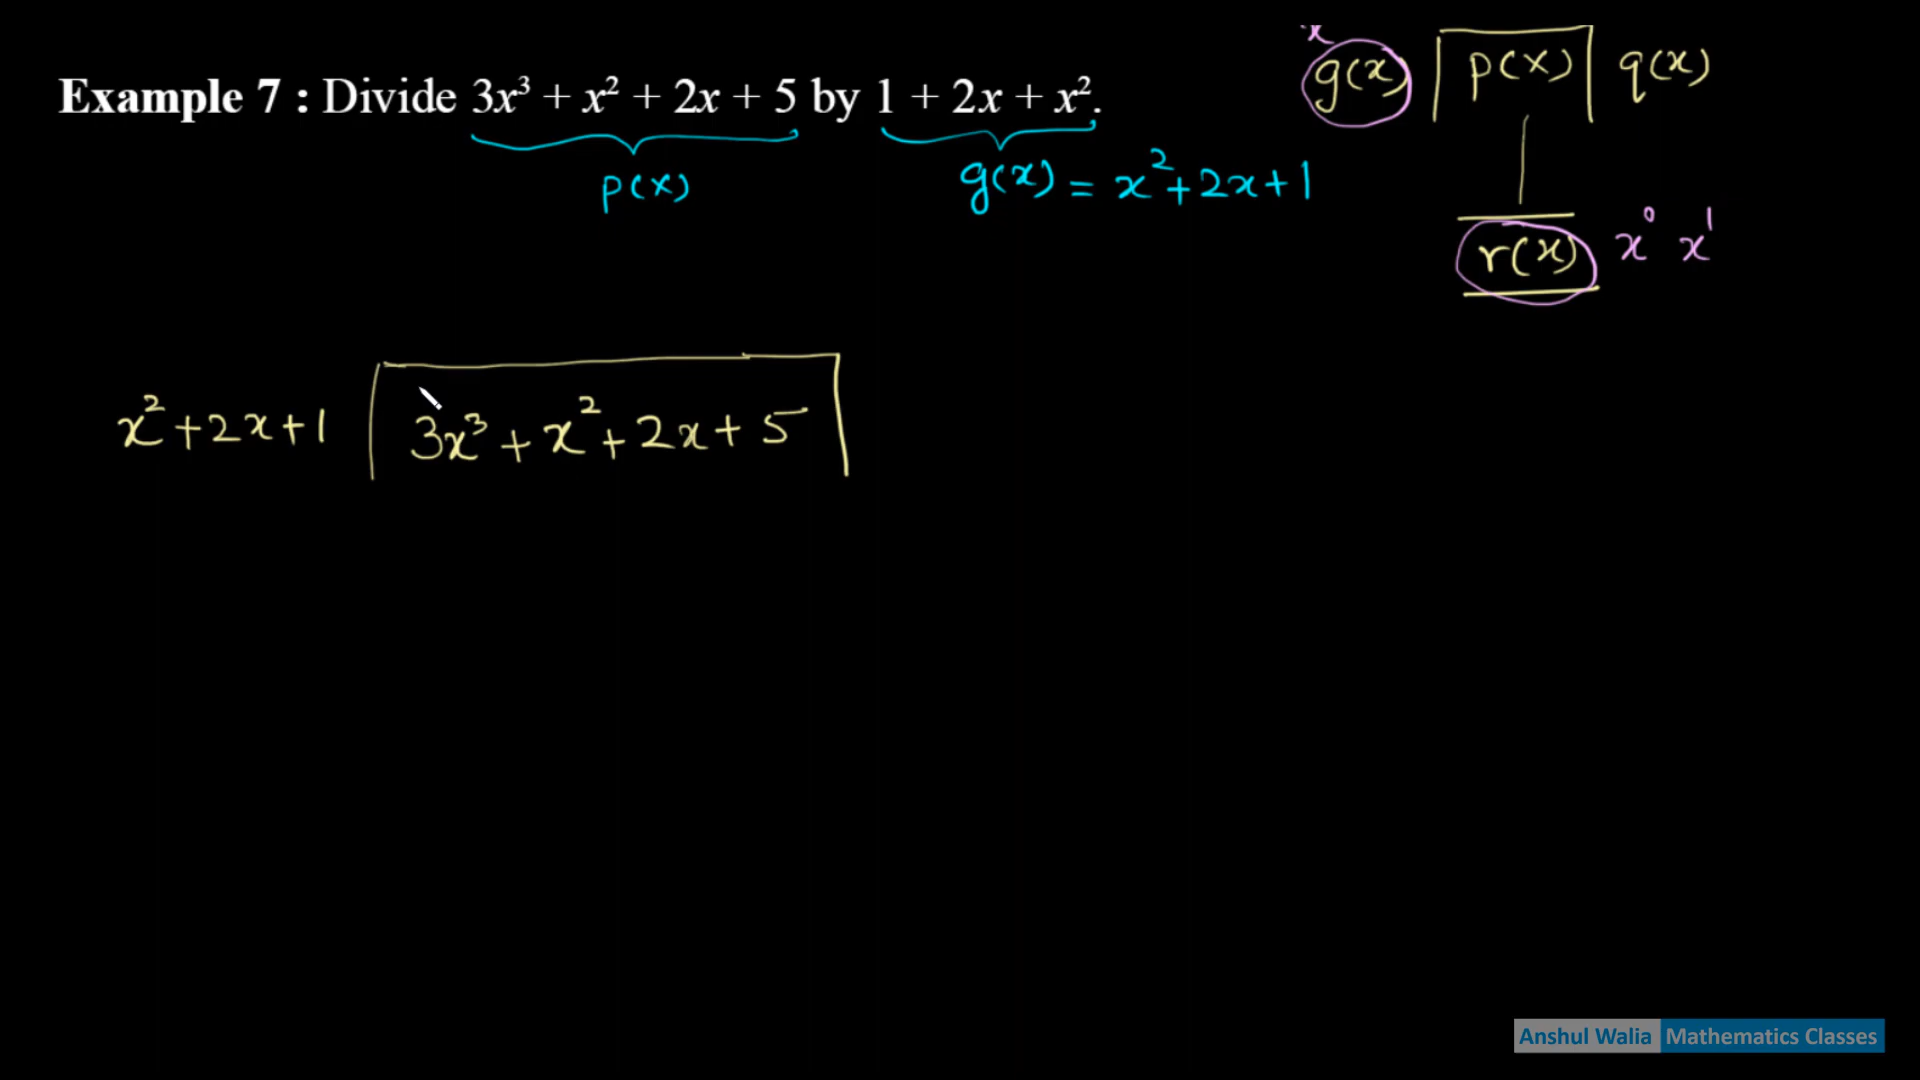 Example 7 : Divide 3x³ + x² + 2x + 5 by 1 + 2x + x².
p(x)
g(x) = x² + 2x + 1
x
g(x) p(x) q(x)
r(x) x⁰ x¹
x² + 2x + 1 3x³ + x² + 2x + 5
Anshul Walia Mathematics Classes